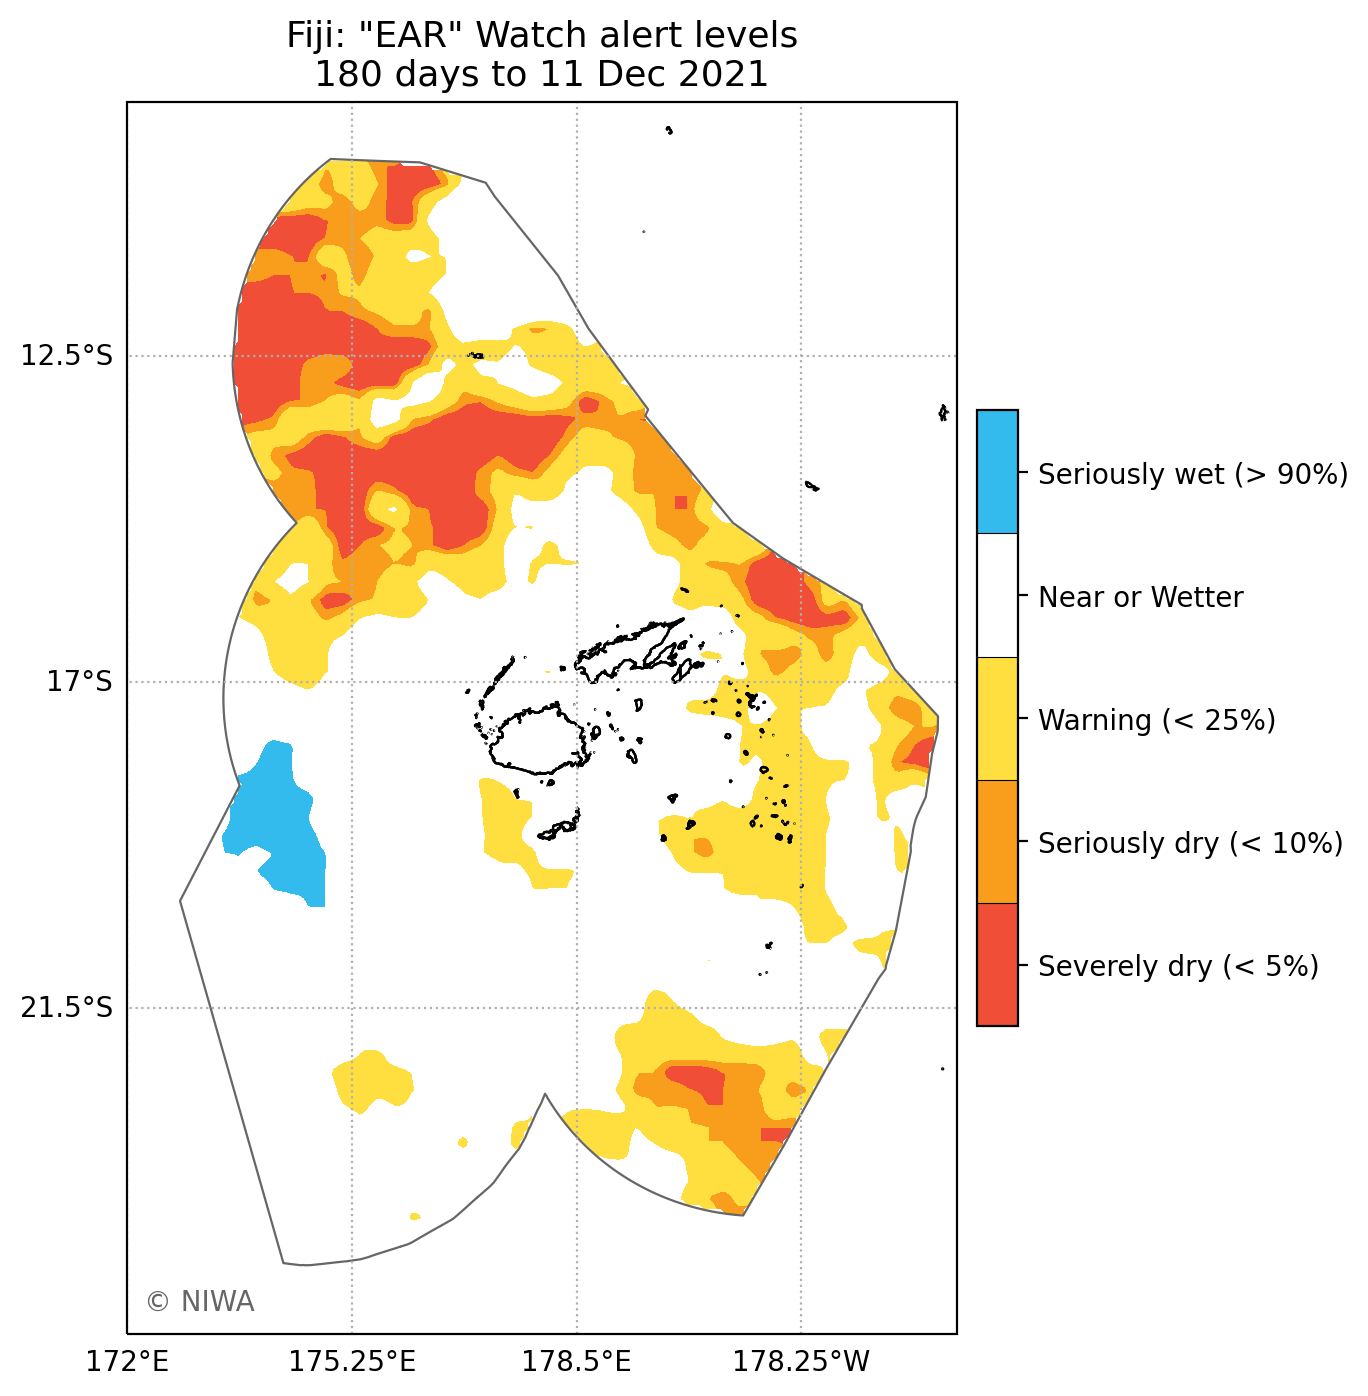 Fiji: "EAR" Watch alert levels
180 days to 11 Dec 2021
12.5°S
17°S
21.5°S
172°E
175.25°E
178.5°E
178.25°W
Seriously wet (> 90%)
Near or Wetter
Warning (< 25%)
Seriously dry (< 10%)
Severely dry (< 5%)
© NIWA